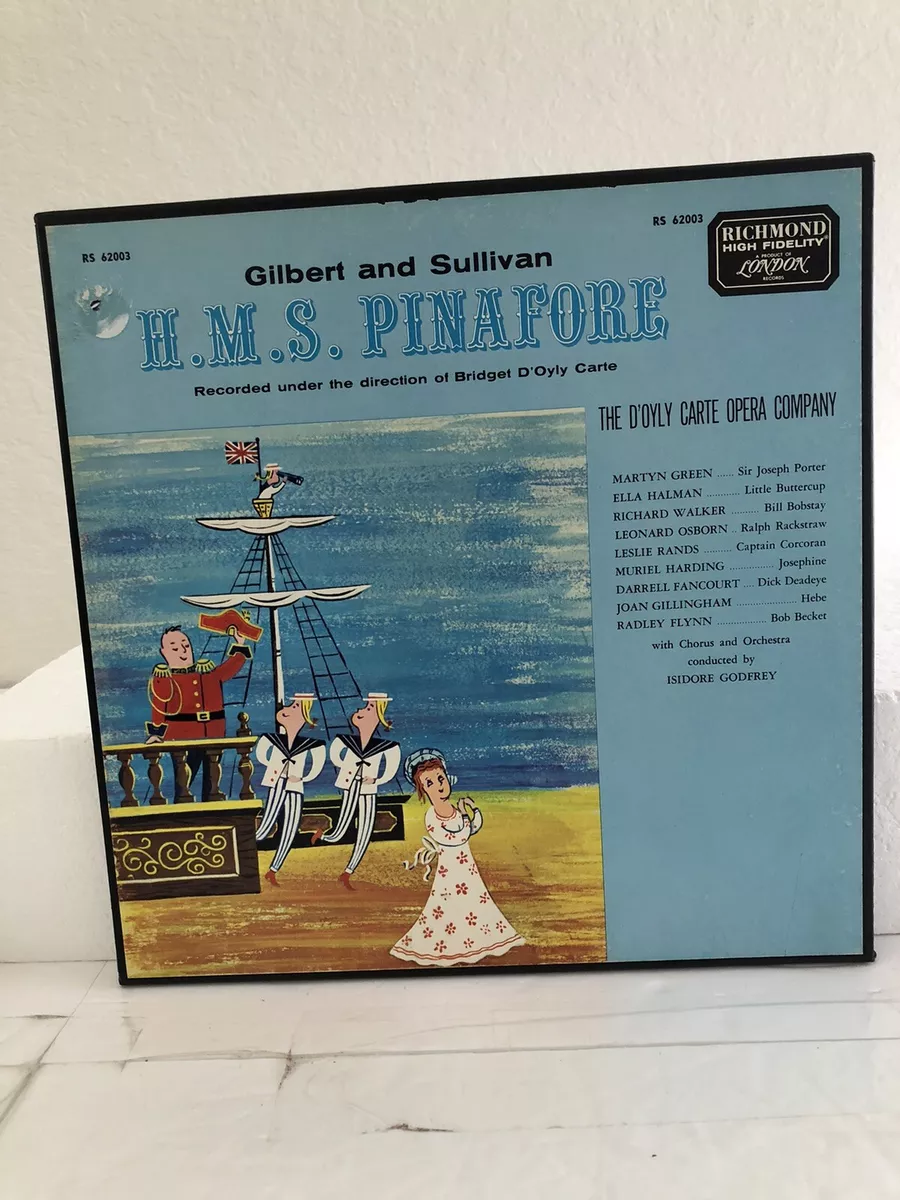 RS 62003
RS 62003
RICHMOND
HIGH FIDELITY®
A PRODUCT OF
LONDON
RECORDS
Gilbert and Sullivan
H.M.S. PINAFORE
Recorded under the direction of Bridget D'Oyly Carte
THE D'OYLY CARTE OPERA COMPANY
MARTYN GREEN ...... Sir Joseph Porter
ELLA HALMAN ............ Little Buttercup
RICHARD WALKER .......... Bill Bobstay
LEONARD OSBORN .. Ralph Rackstraw
LESLIE RANDS .......... Captain Corcoran
MURIEL HARDING ................ Josephine
DARRELL FANCOURT .... Dick Deadeye
JOAN GILLINGHAM ...................... Hebe
RADLEY FLYNN .................. Bob Becket
with Chorus and Orchestra
conducted by
ISIDORE GODFREY